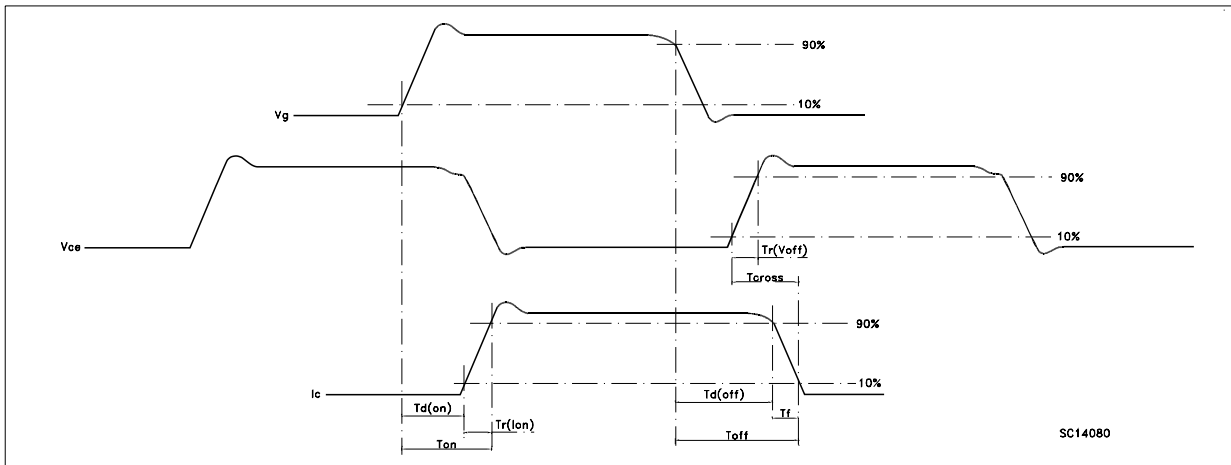 90%
10%
Vg
90%
Vce
10%
Tr(Voff)
Tcross
90%
10%
Ic
Td(on)
Td(off)
Tf
Tr(Ion)
Ton
Toff
SC14080